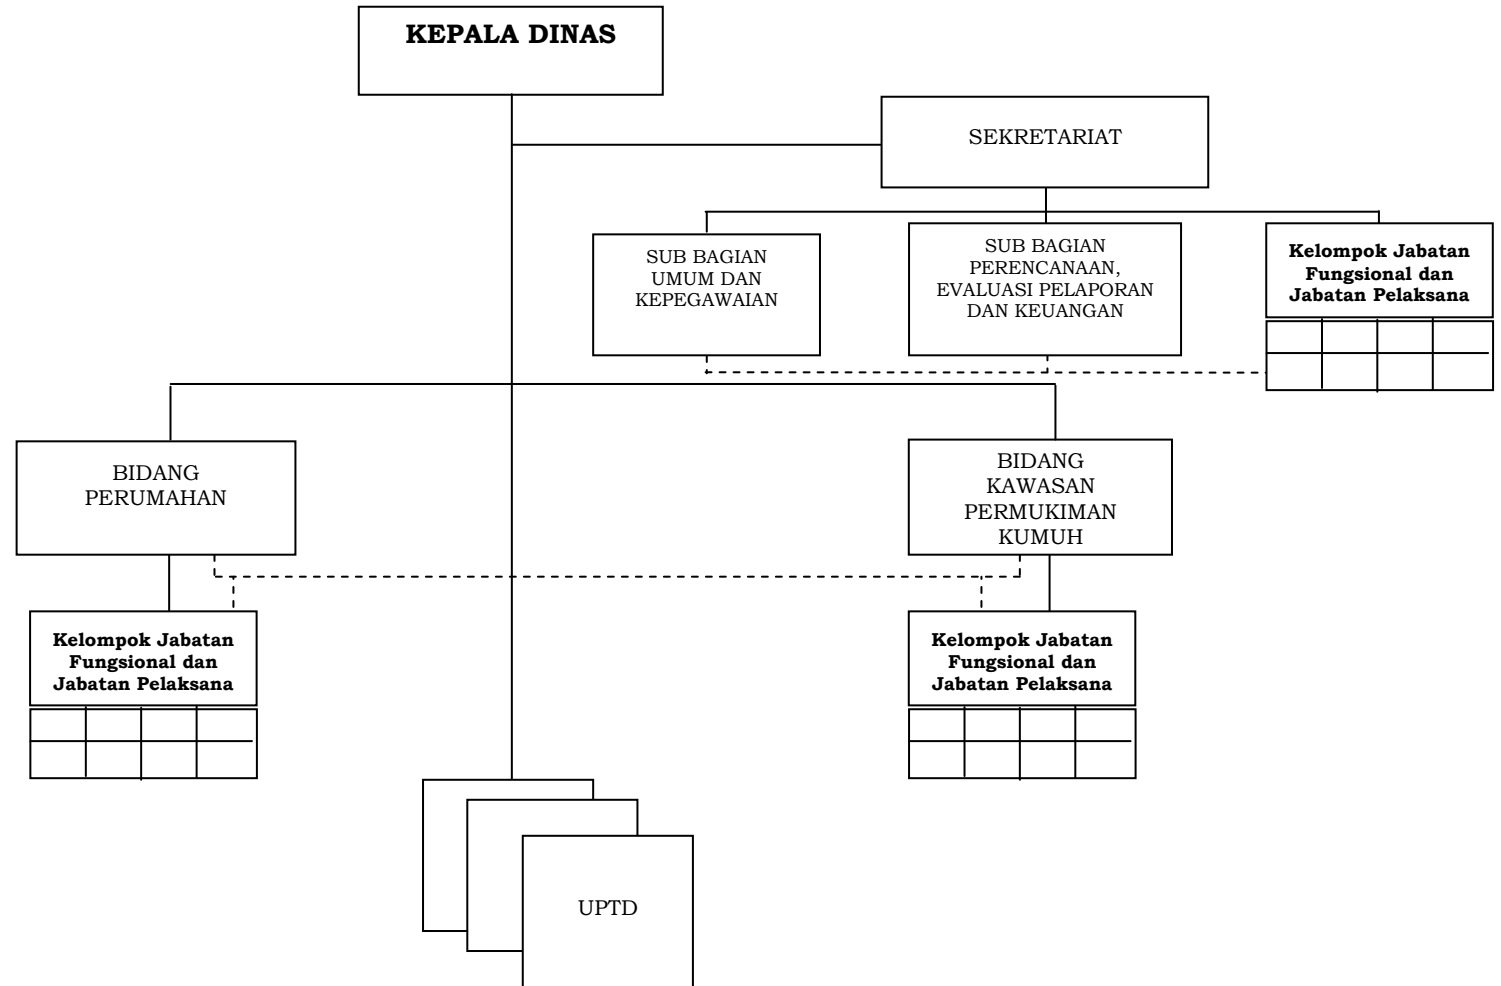 KEPALA DINAS
SEKRETARIAT
SUB BAGIAN
UMUM DAN
KEPEGAWAIAN
SUB BAGIAN
PERENCANAAN,
EVALUASI PELAPORAN
DAN KEUANGAN
Kelompok Jabatan
Fungsional dan
Jabatan Pelaksana
BIDANG
PERUMAHAN
BIDANG
KAWASAN
PERMUKIMAN
KUMUH
Kelompok Jabatan
Fungsional dan
Jabatan Pelaksana
Kelompok Jabatan
Fungsional dan
Jabatan Pelaksana
UPTD